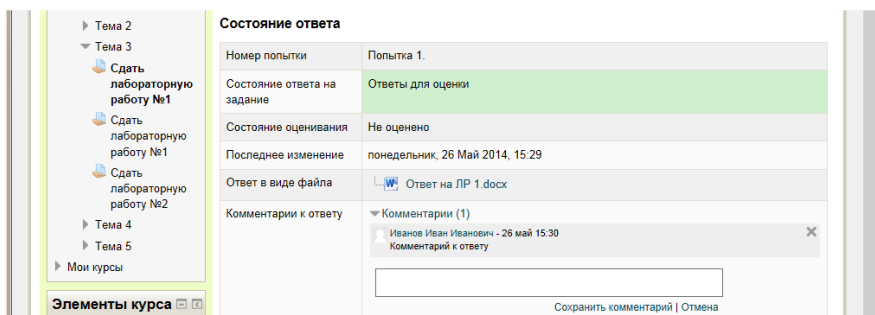 Тема 2
Тема 3
Сдать
лабораторную
работу №1
Сдать
лабораторную
работу №1
Сдать
лабораторную
работу №2
Тема 4
Тема 5
Мои курсы
Элементы курса
Состояние ответа
Номер попытки Попытка 1.
Состояние ответа на Ответы для оценки
задание
Состояние оценивания Не оценено
Последнее изменение понедельник, 26 Май 2014, 15:29
Ответ в виде файла Ответ на ЛР 1.docx
Комментарии к ответу Комментарии (1)
Иванов Иван Иванович - 26 май 15:30
Комментарий к ответу
Сохранить комментарий | Отмена